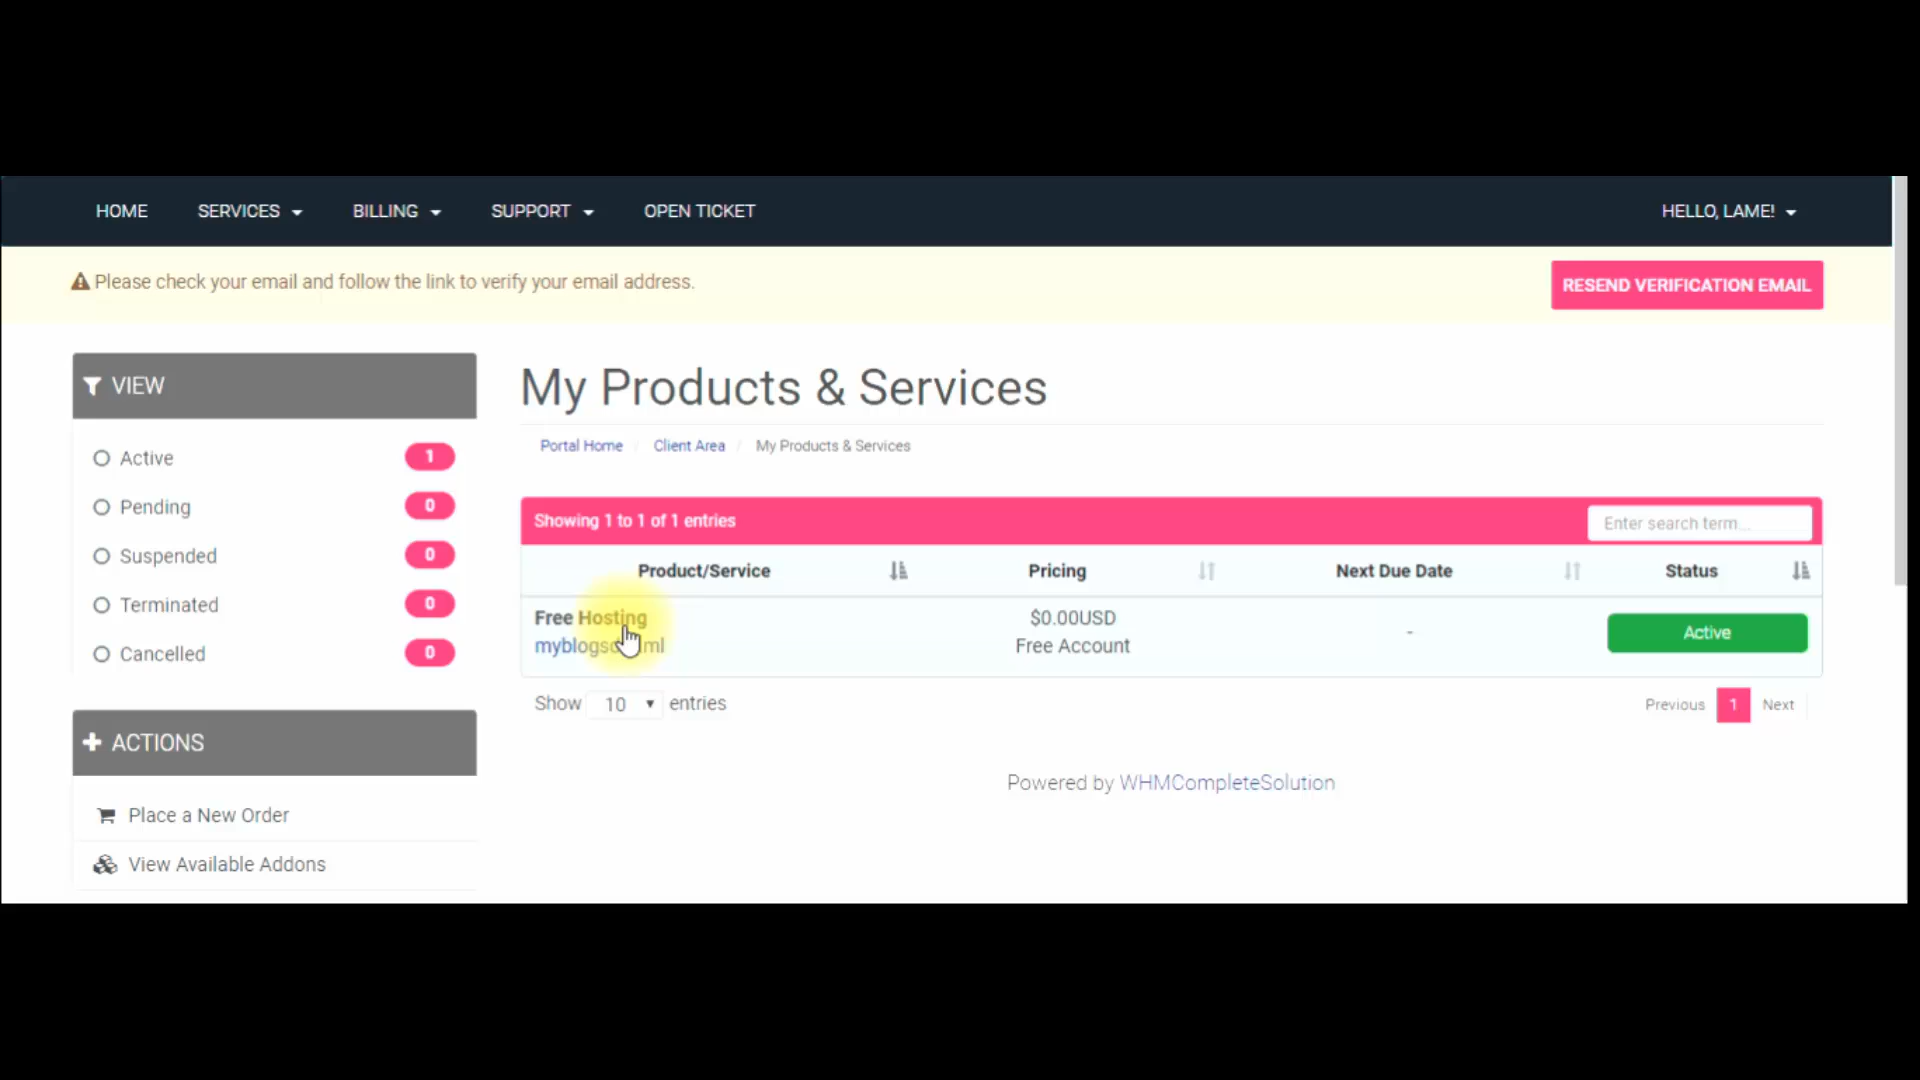 HOME SERVICES BILLING SUPPORT OPEN TICKET HELLO, LAME!
Please check your email and follow the link to verify your email address. RESEND VERIFICATION EMAIL
VIEW
Active 1
Pending 0
Suspended 0
Terminated 0
Cancelled 0
ACTIONS
Place a New Order
View Available Addons
My Products & Services
Portal Home / Client Area / My Products & Services
Showing 1 to 1 of 1 entries Enter search term...
Product/Service Pricing Next Due Date Status
Free Hosting $0.00USD - Active
Free Account
Show 10 entries Previous 1 Next
Powered by WHMCompleteSolution